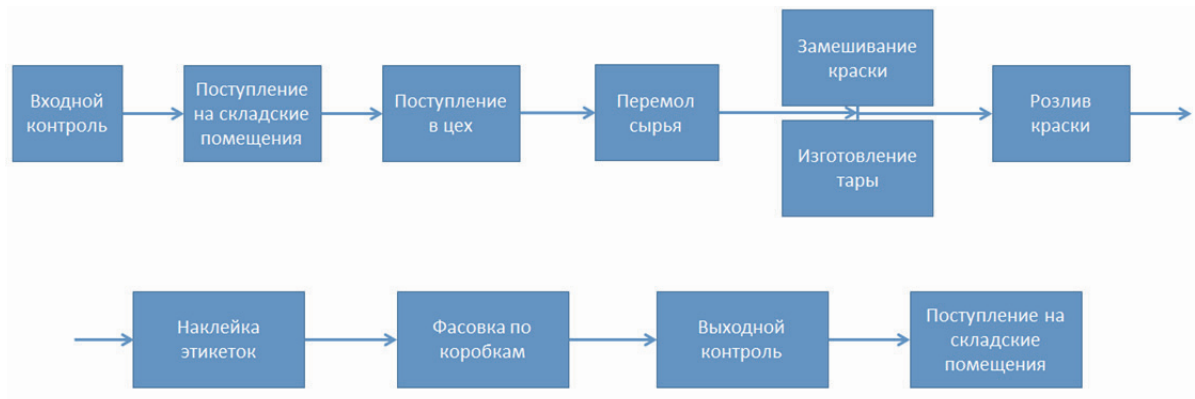 Входной
контроль
Поступление
на складские
помещения
Поступление
в цех
Перемол
сырья
Замешивание
краски
Изготовление
тары
Розлив
краски
Наклейка
этикеток
Фасовка по
коробкам
Выходной
контроль
Поступление на
складские
помещения